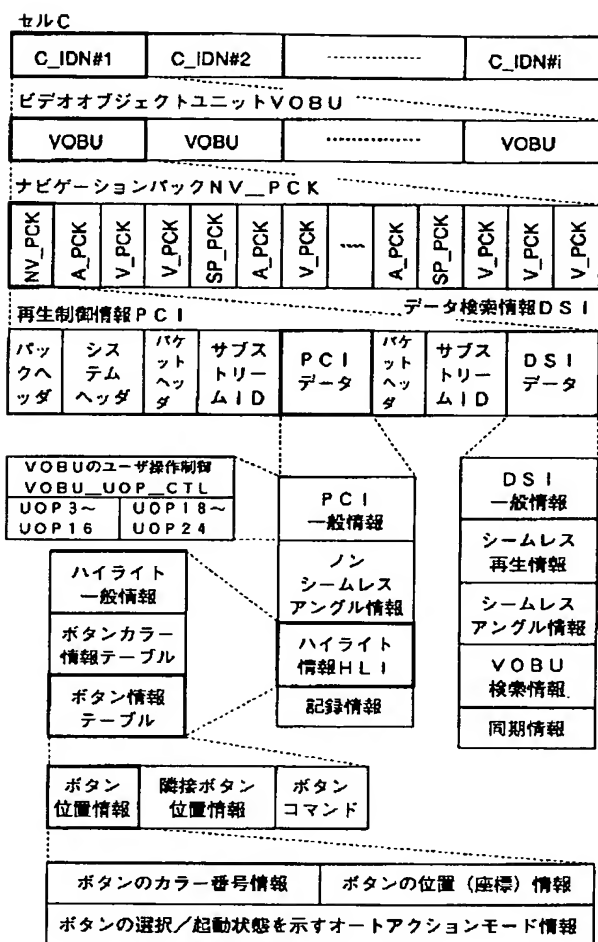 セルC
C_IDN#1 C_IDN#2 ………… C_IDN#i
ビデオオブジェクトユニットVOBU
VOBU VOBU ………… VOBU
ナビゲーションパックNV_PCK
NV_PCK A_PCK V_PCK V_PCK SP_PCK A_PCK V_PCK …… A_PCK SP_PCK V_PCK V_PCK V_PCK
再生制御情報PCI データ検索情報DSI
パックヘッダ システムヘッダ パケットヘッダ サブストリームID PCIデータ パケットヘッダ サブストリームID DSIデータ
VOBUのユーザ操作制御
VOBU_UOP_CTL
UOP3~ UOP18~
UOP16 UOP24
PCI
一般情報
ノン
シームレス
アングル情報
ハイライト
情報HLI
記録情報
DSI
一般情報
シームレス
再生情報
シームレス
アングル情報
VOBU
検索情報
同期情報
ハイライト
一般情報
ボタンカラー
情報テーブル
ボタン情報
テーブル
ボタン 隣接ボタン ボタン
位置情報 位置情報 コマンド
ボタンのカラー番号情報 ボタンの位置(座標)情報
ボタンの選択/起動状態を示すオートアクションモード情報